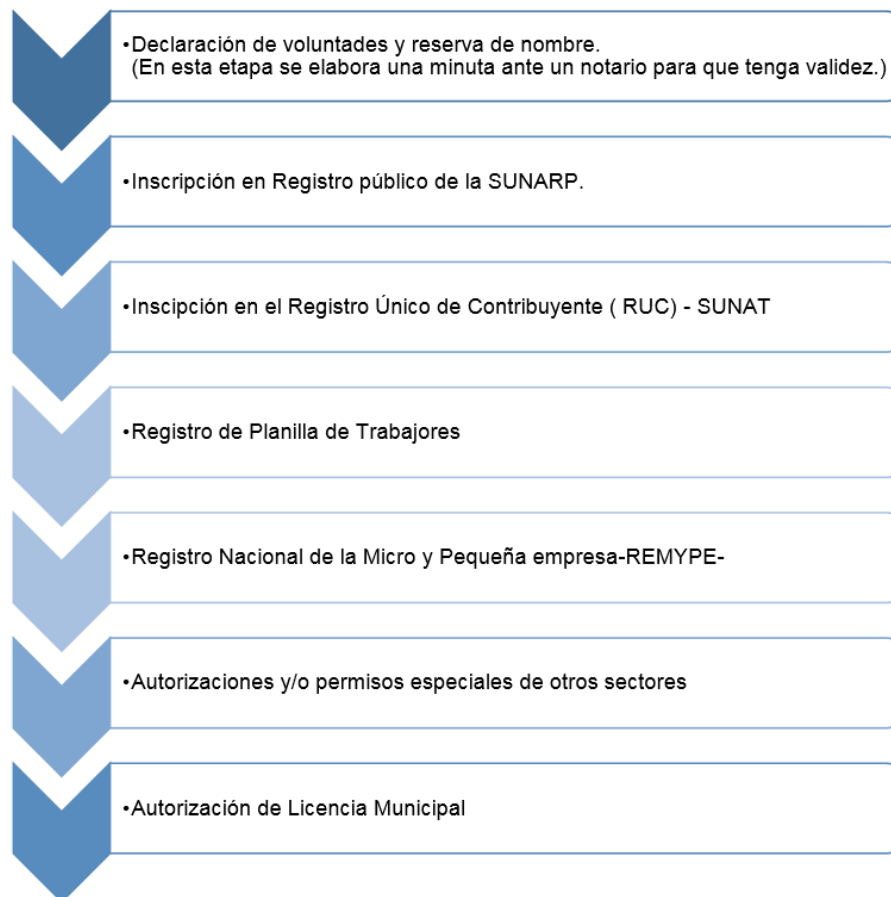 •Declaración de voluntades y reserva de nombre.
(En esta etapa se elabora una minuta ante un notario para que tenga validez.)
•Inscripción en Registro público de la SUNARP.
•Inscipción en el Registro Único de Contribuyente ( RUC) - SUNAT
•Registro de Planilla de Trabajores
•Registro Nacional de la Micro y Pequeña empresa-REMYPE-
•Autorizaciones y/o permisos especiales de otros sectores
•Autorización de Licencia Municipal